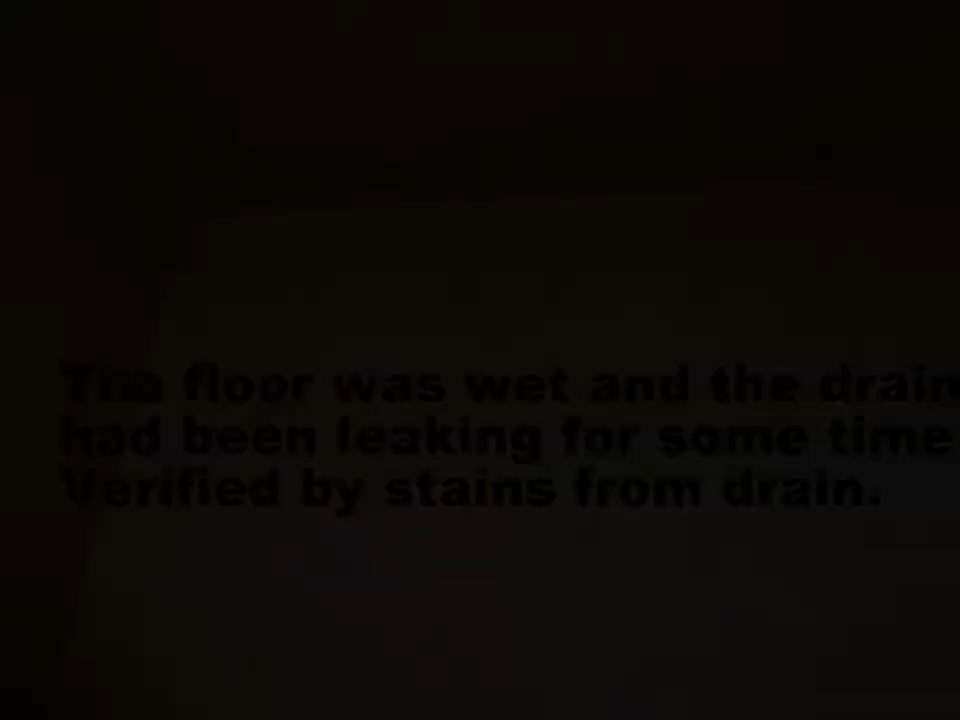 The floor was wet and the drain
had been leaking for some time
Verified by stains from drain.